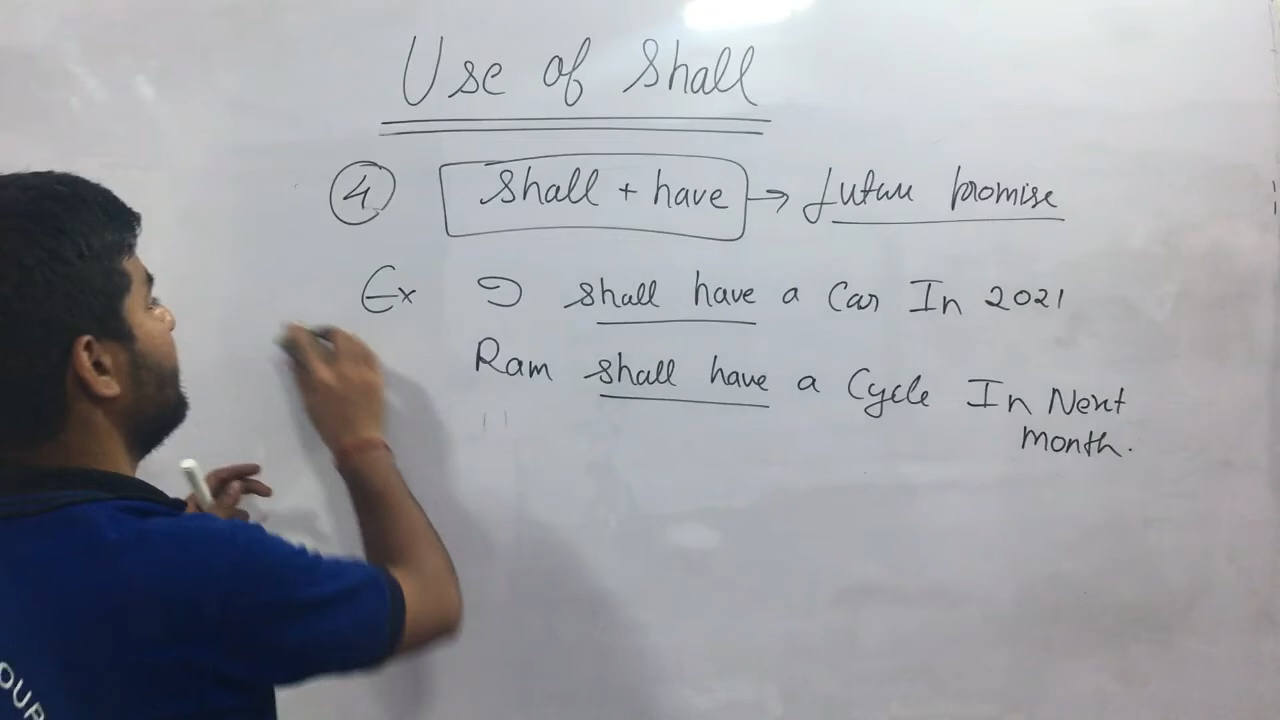 Use of Shall
4 shall + have → future promise
Ex I shall have a Car In 2021
Ram shall have a Cycle In Next
month.
OUR